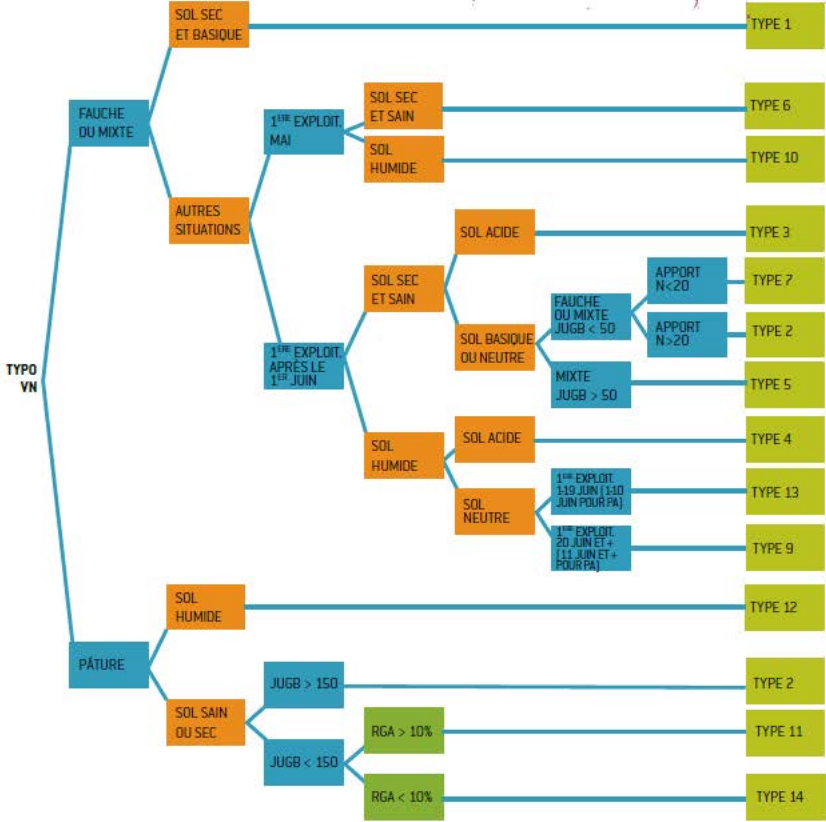 SOL SEC
ET BASIQUE
TYPE 1
FAUCHE
OU MIXTE
1ERE EXPLOIT.
MAI
SOL SEC
ET SAIN
TYPE 6
SOL
HUMIDE
TYPE 10
AUTRES
SITUATIONS
SOL ACIDE
TYPE 3
SOL SEC
ET SAIN
FAUCHE
OU MIXTE
JUGB < 50
APPORT
N<20
TYPE 7
APPORT
N>20
TYPE 2
SOL BASIQUE
OU NEUTRE
1ERE EXPLOIT.
APRÈS LE
1ER JUIN
MIXTE
JUGB > 50
TYPE 5
TYPO
VN
SOL
HUMIDE
SOL ACIDE
TYPE 4
SOL
NEUTRE
1ERE EXPLOIT.
1-19 JUIN (1-10
JUIN POUR PA)
TYPE 13
1ERE EXPLOIT.
20 JUIN ET +
(11 JUIN ET +
POUR PA)
TYPE 9
SOL
HUMIDE
TYPE 12
PÂTURE
JUGB > 150
TYPE 2
SOL SAIN
OU SEC
JUGB < 150
RGA > 10%
TYPE 11
RGA < 10%
TYPE 14